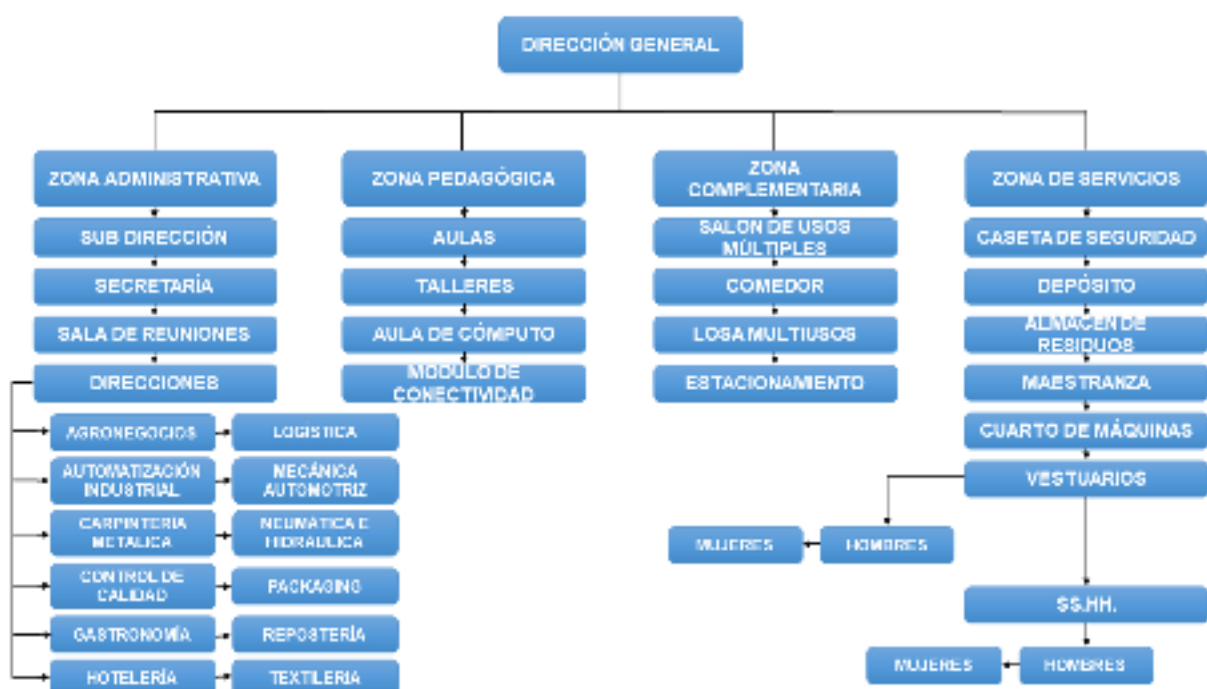 DIRECCIÓN GENERAL
ZONA ADMINISTRATIVA
SUB DIRECCIÓN
SECRETARÍA
SALA DE REUNIONES
DIRECCIONES
AGRONEGOCIOS
LOGISTICA
AUTOMATIZACIÓN
INDUSTRIAL
MECÁNICA
AUTOMOTRIZ
CARPINTERIA
METALICA
NEUMATICA E
HIDRAULICA
CONTROL DE
CALIDAD
PACKAGING
GASTRONOMÍA
REPOSTERÍA
HOTELERÍA
TEXTILERIA
ZONA PEDAGÓGICA
AULAS
TALLERES
AULA DE CÓMPUTO
MODULO DE
CONECTIVIDAD
ZONA
COMPLEMENTARIA
SALON DE USOS
MÚLTIPLES
COMEDOR
LOSA MULTIUSOS
ESTACIONAMIENTO
ZONA DE SERVICIOS
CASETA DE SEGURIDAD
DEPÓSITO
ALMACEN DE
RESIDUOS
MAESTRANZA
CUARTO DE MÁQUINAS
VESTUARIOS
HOMBRES
MUJERES
SS.HH.
HOMBRES
MUJERES